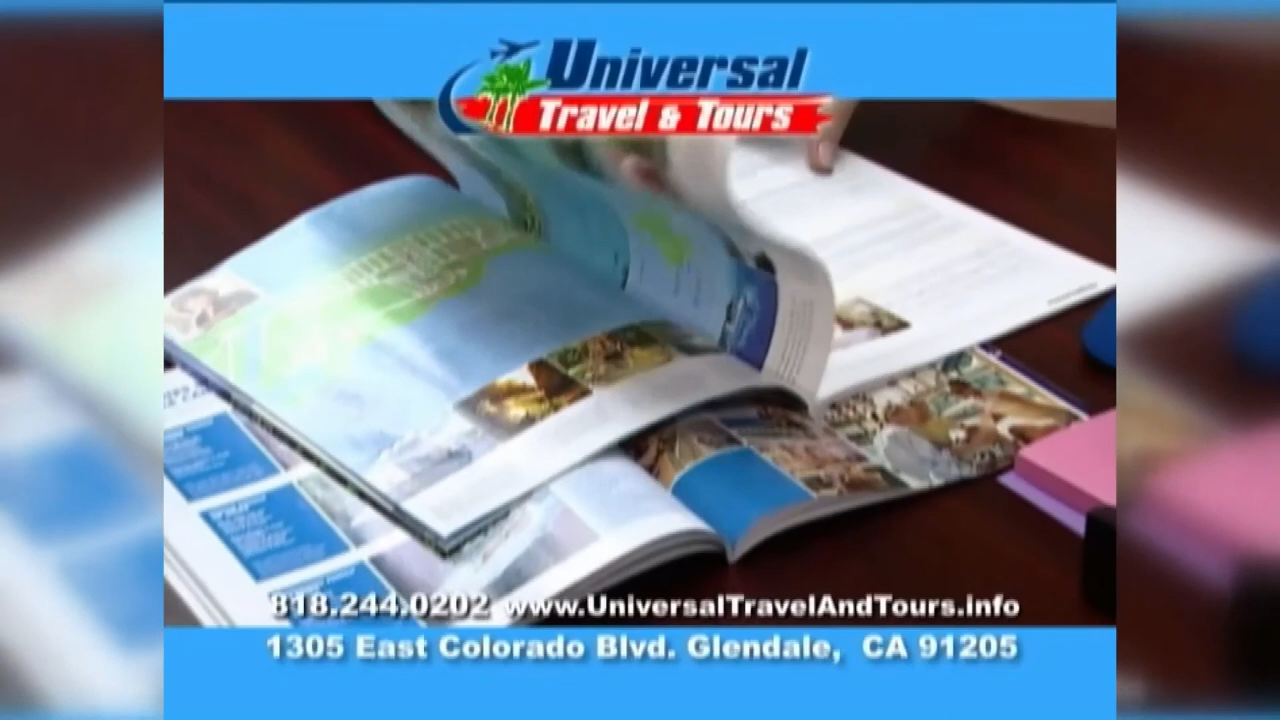 Universal
Travel & Tours
818.244.0202 www.UniversalTravelAndTours.info
1305 East Colorado Blvd. Glendale, CA 91205